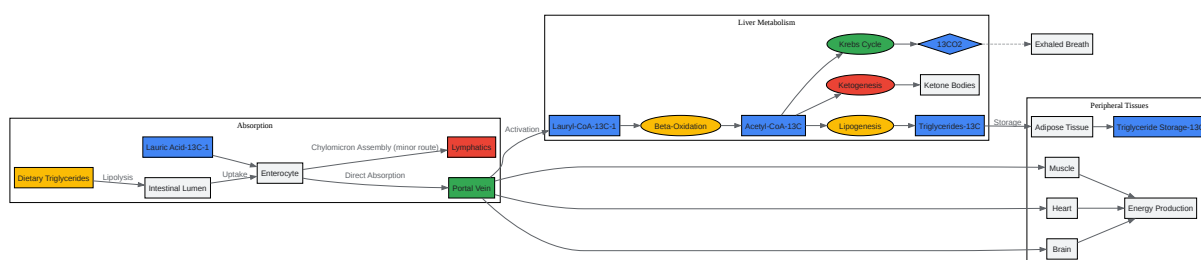 Liver Metabolism
Krebs Cycle
13CO2
Exhaled Breath
Ketogenesis
Ketone Bodies
Peripheral Tissues
Absorption
Activation
Lauryl-CoA-13C-1
Beta-Oxidation
Acetyl-CoA-13C
Lipogenesis
Triglycerides-13C
Storage
Adipose Tissue
Triglyceride Storage-13C
Lauric Acid-13C-1
Chylomicron Assembly (minor route)
Lymphatics
Dietary Triglycerides
Lipolysis
Intestinal Lumen
Uptake
Enterocyte
Direct Absorption
Portal Vein
Muscle
Heart
Energy Production
Brain